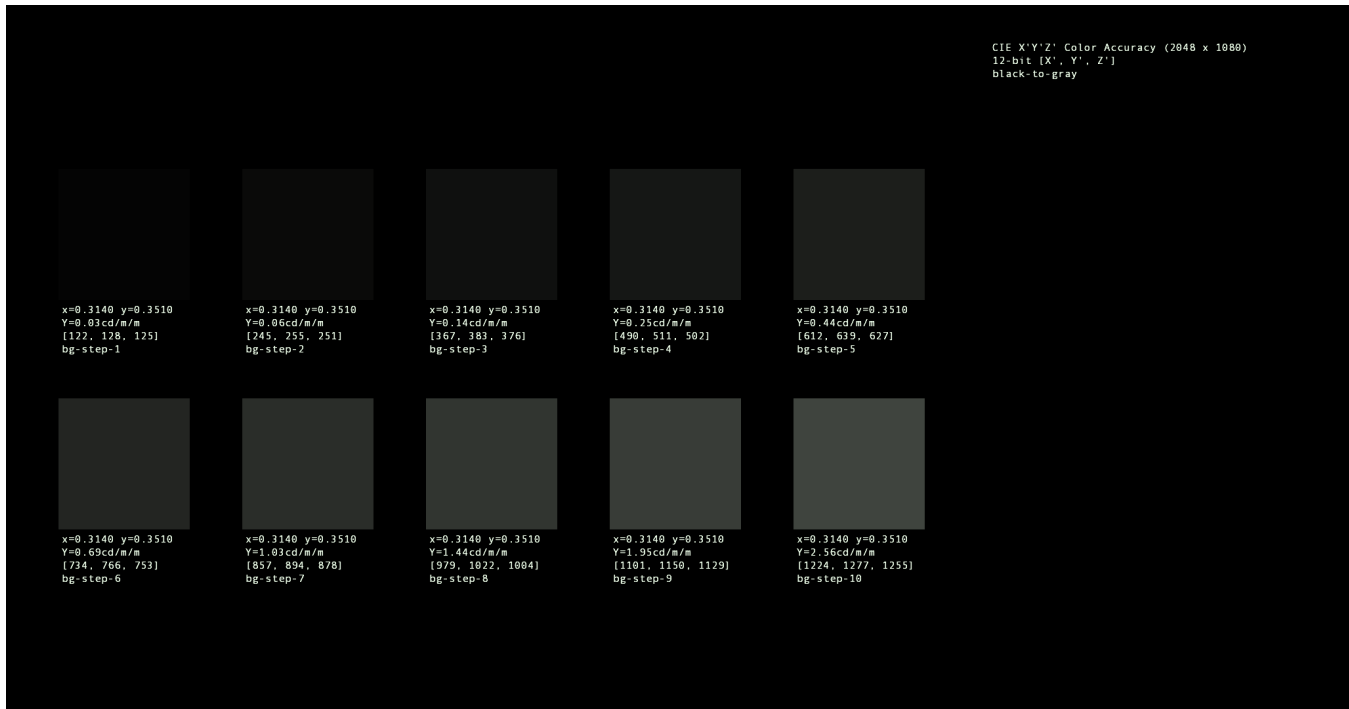 CIE X'Y'Z' Color Accuracy (2048 x 1080)
12-bit [X', Y', Z']
black-to-gray
x=0.3140 y=0.3510
Y=0.03cd/m/m
[122, 128, 125]
bg-step-1
x=0.3140 y=0.3510
Y=0.06cd/m/m
[245, 255, 251]
bg-step-2
x=0.3140 y=0.3510
Y=0.14cd/m/m
[367, 383, 376]
bg-step-3
x=0.3140 y=0.3510
Y=0.25cd/m/m
[490, 511, 502]
bg-step-4
x=0.3140 y=0.3510
Y=0.44cd/m/m
[612, 639, 627]
bg-step-5
x=0.3140 y=0.3510
Y=0.69cd/m/m
[734, 766, 753]
bg-step-6
x=0.3140 y=0.3510
Y=1.03cd/m/m
[857, 894, 878]
bg-step-7
x=0.3140 y=0.3510
Y=1.44cd/m/m
[979, 1022, 1004]
bg-step-8
x=0.3140 y=0.3510
Y=1.95cd/m/m
[1101, 1150, 1129]
bg-step-9
x=0.3140 y=0.3510
Y=2.56cd/m/m
[1224, 1277, 1255]
bg-step-10